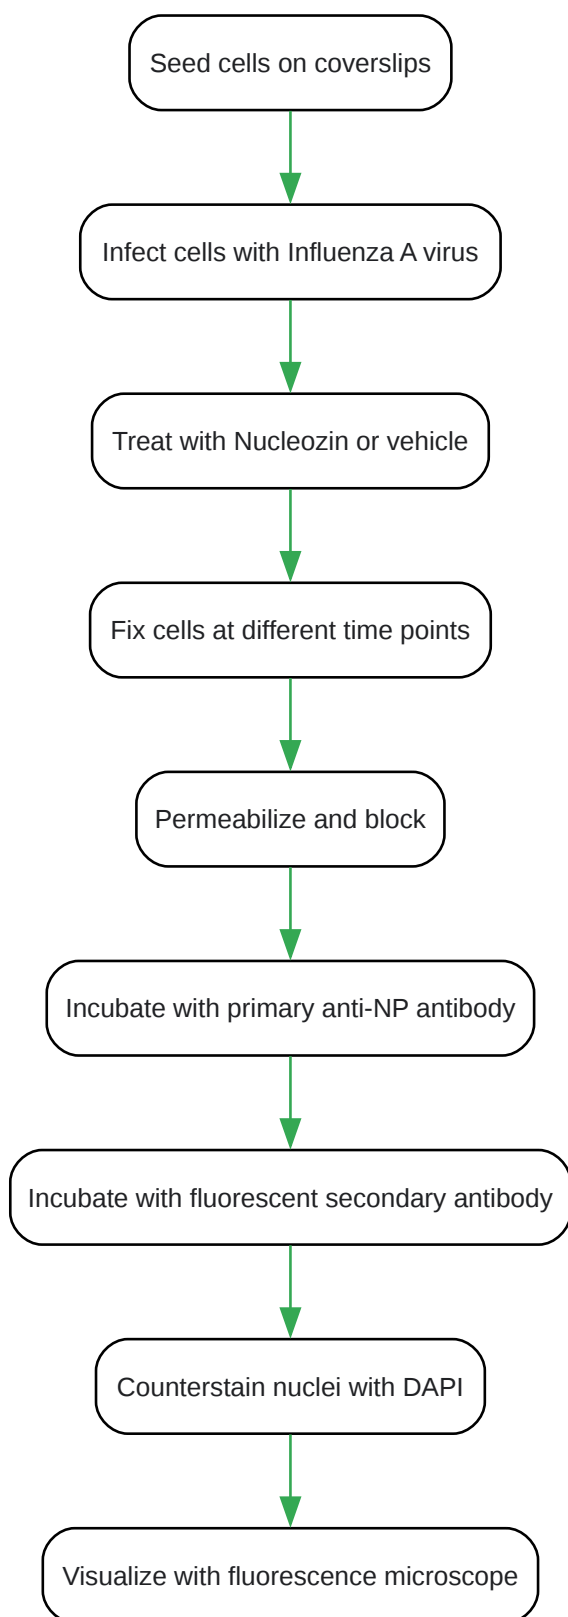 Seed cells on coverslips
Infect cells with Influenza A virus
Treat with Nucleozin or vehicle
Fix cells at different time points
Permeabilize and block
Incubate with primary anti-NP antibody
Incubate with fluorescent secondary antibody
Counterstain nuclei with DAPI
Visualize with fluorescence microscope